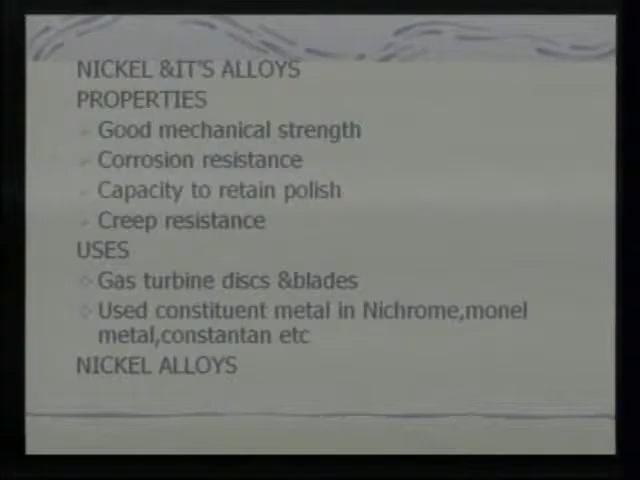 NICKEL &IT'S ALLOYS
PROPERTIES
Good mechanical strength
Corrosion resistance
Capacity to retain polish
Creep resistance
USES
Gas turbine discs &blades
Used constituent metal in Nichrome,monel
metal,constantan etc
NICKEL ALLOYS